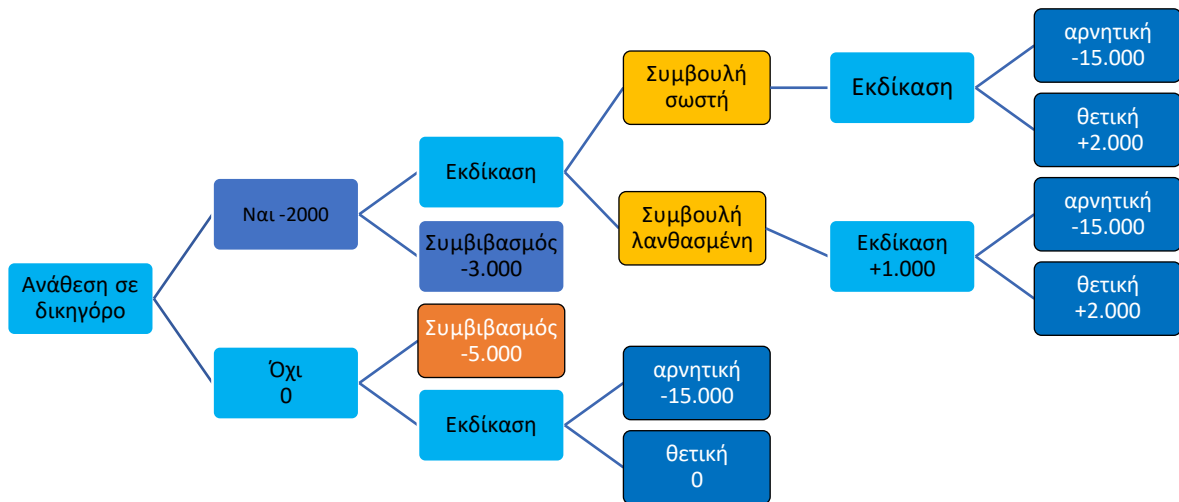 Ανάθεση σε
δικηγόρο
Ναι -2000
Όχι
0
Εκδίκαση
Συμβιβασμός
-3.000
Συμβιβασμός
-5.000
Εκδίκαση
Συμβουλή
σωστή
Συμβουλή
λανθασμένη
αρνητική
-15.000
θετική
0
Εκδίκαση
Εκδίκαση
+1.000
αρνητική
-15.000
θετική
+2.000
αρνητική
-15.000
θετική
+2.000